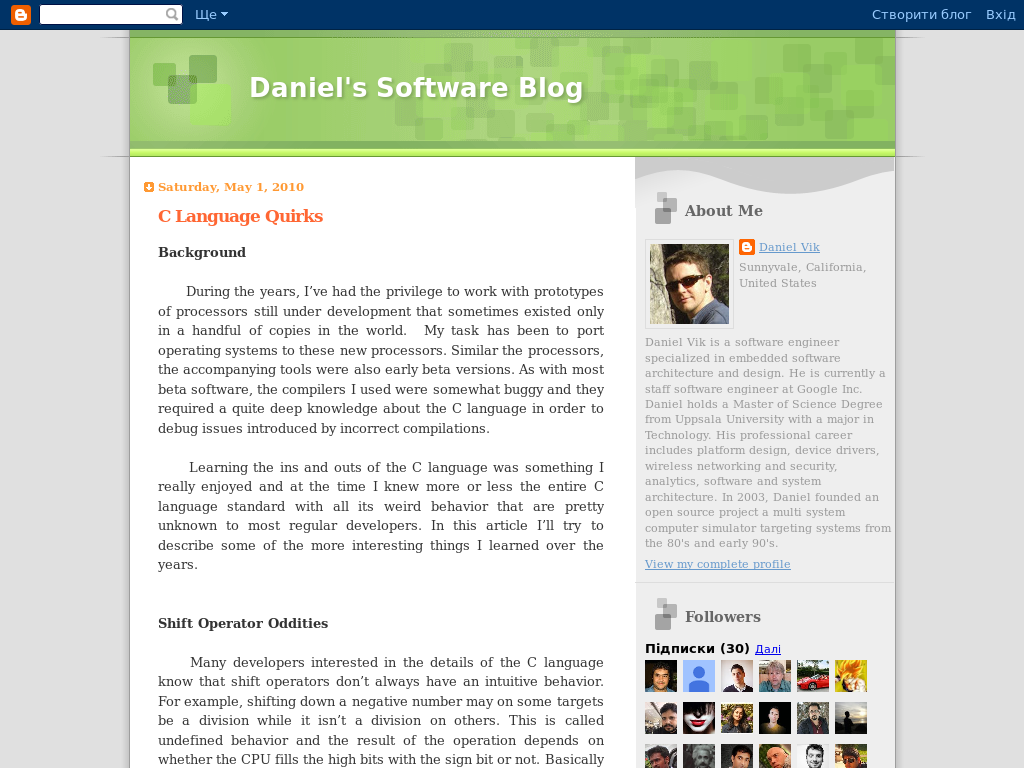 Ще
Створити блог Вхід
Daniel's Software Blog
Saturday, May 1, 2010
C Language Quirks
Background
During the years, I’ve had the privilege to work with prototypes
of processors still under development that sometimes existed only
in a handful of copies in the world. My task has been to port
operating systems to these new processors. Similar the processors,
the accompanying tools were also early beta versions. As with most
beta software, the compilers I used were somewhat buggy and they
required a quite deep knowledge about the C language in order to
debug issues introduced by incorrect compilations.
Learning the ins and outs of the C language was something I
really enjoyed and at the time I knew more or less the entire C
language standard with all its weird behavior that are pretty
unknown to most regular developers. In this article I’ll try to
describe some of the more interesting things I learned over the
years.
Shift Operator Oddities
Many developers interested in the details of the C language
know that shift operators don’t always have an intuitive behavior.
For example, shifting down a negative number may on some targets
be a division while it isn’t a division on others. This is called
undefined behavior and the result of the operation depends on
whether the CPU fills the high bits with the sign bit or not. Basically
About Me
Daniel Vik
Sunnyvale, California,
United States
Daniel Vik is a software engineer
specialized in embedded software
architecture and design. He is currently a
staff software engineer at Google Inc.
Daniel holds a Master of Science Degree
from Uppsala University with a major in
Technology. His professional career
includes platform design, device drivers,
wireless networking and security,
analytics, software and system
architecture. In 2003, Daniel founded an
open source project a multi system
computer simulator targeting systems from
the 80's and early 90's.
View my complete profile
Followers
Підписки (30) Далі